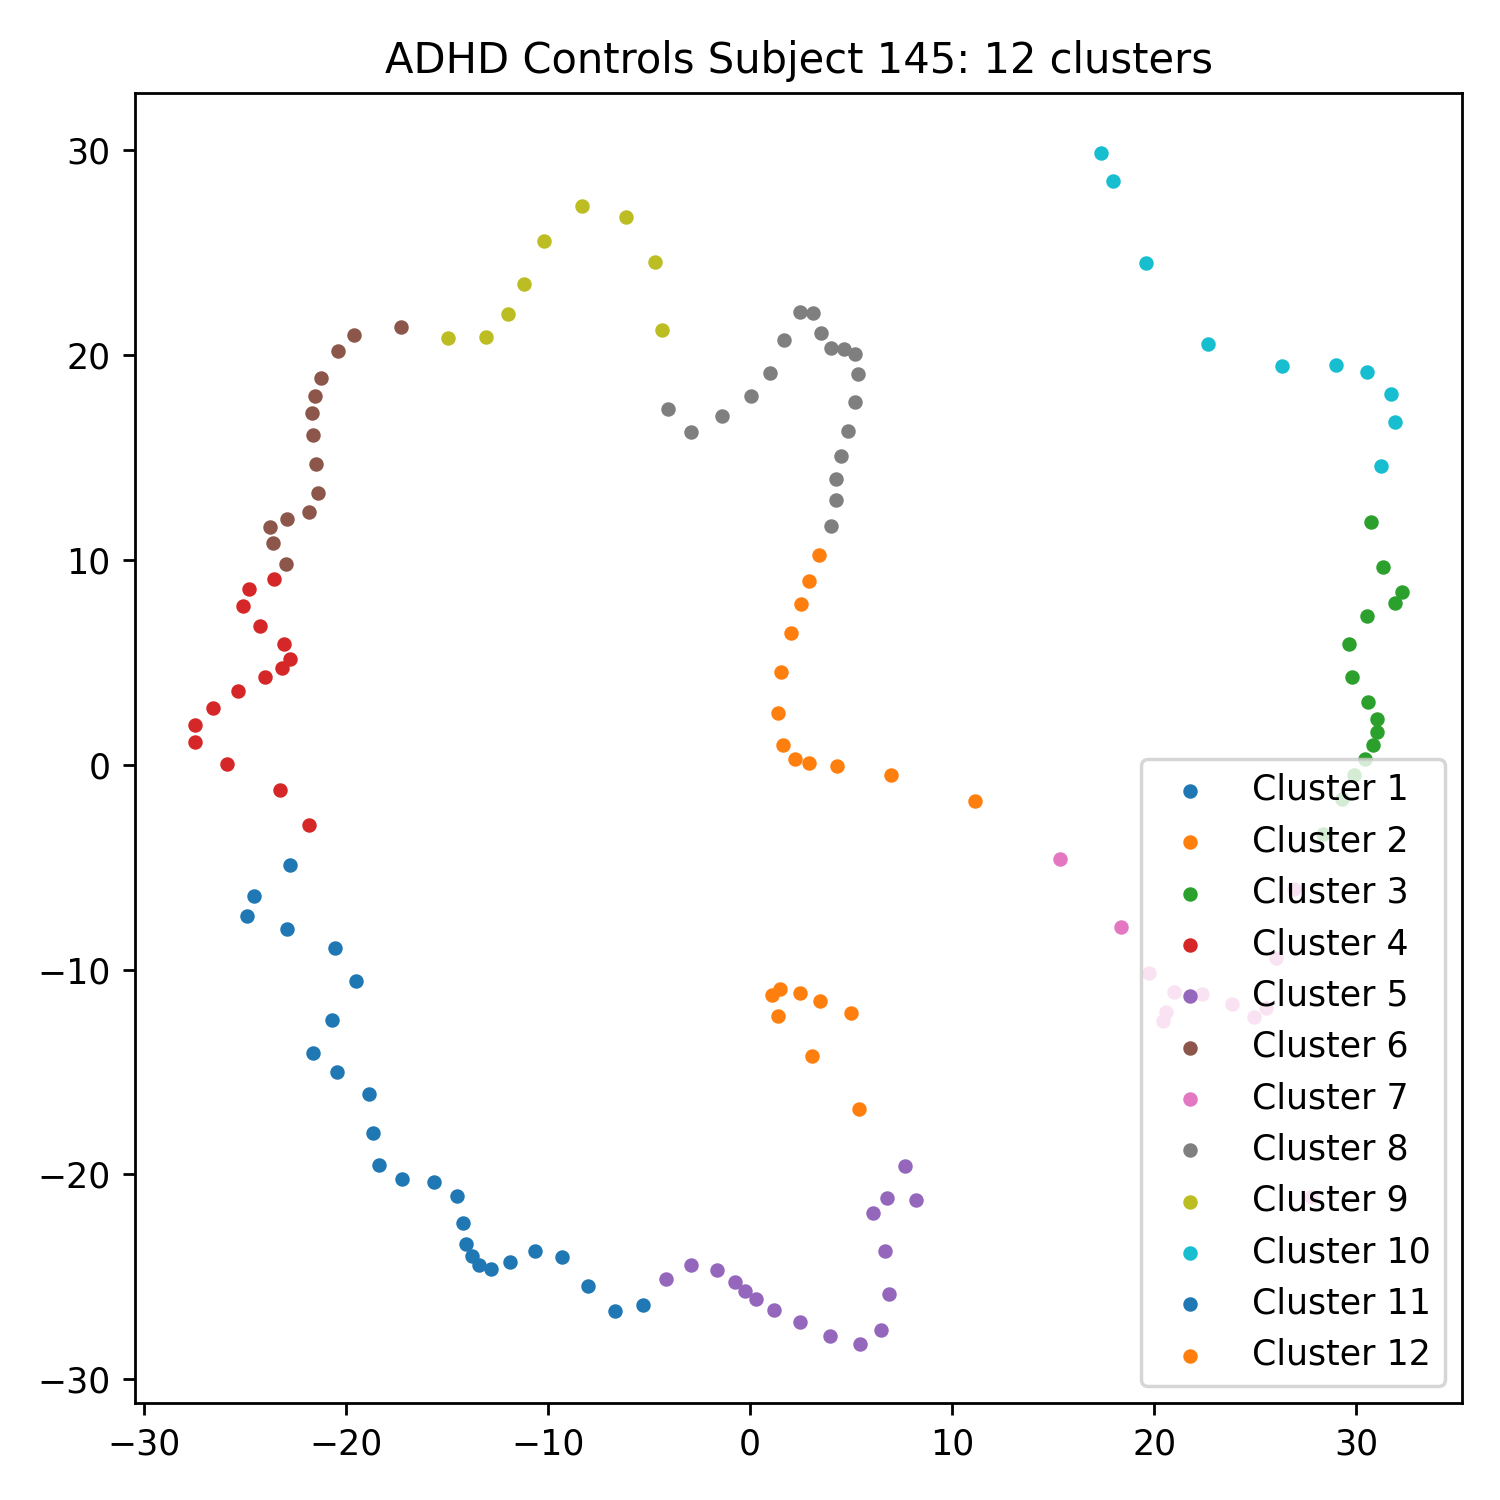 ADHD Controls Subject 145: 12 clusters
30
20
10
0
−10
−20
−30
−30
−20
−10
0
10
20
30
Cluster 1
Cluster 2
Cluster 3
Cluster 4
Cluster 5
Cluster 6
Cluster 7
Cluster 8
Cluster 9
Cluster 10
Cluster 11
Cluster 12